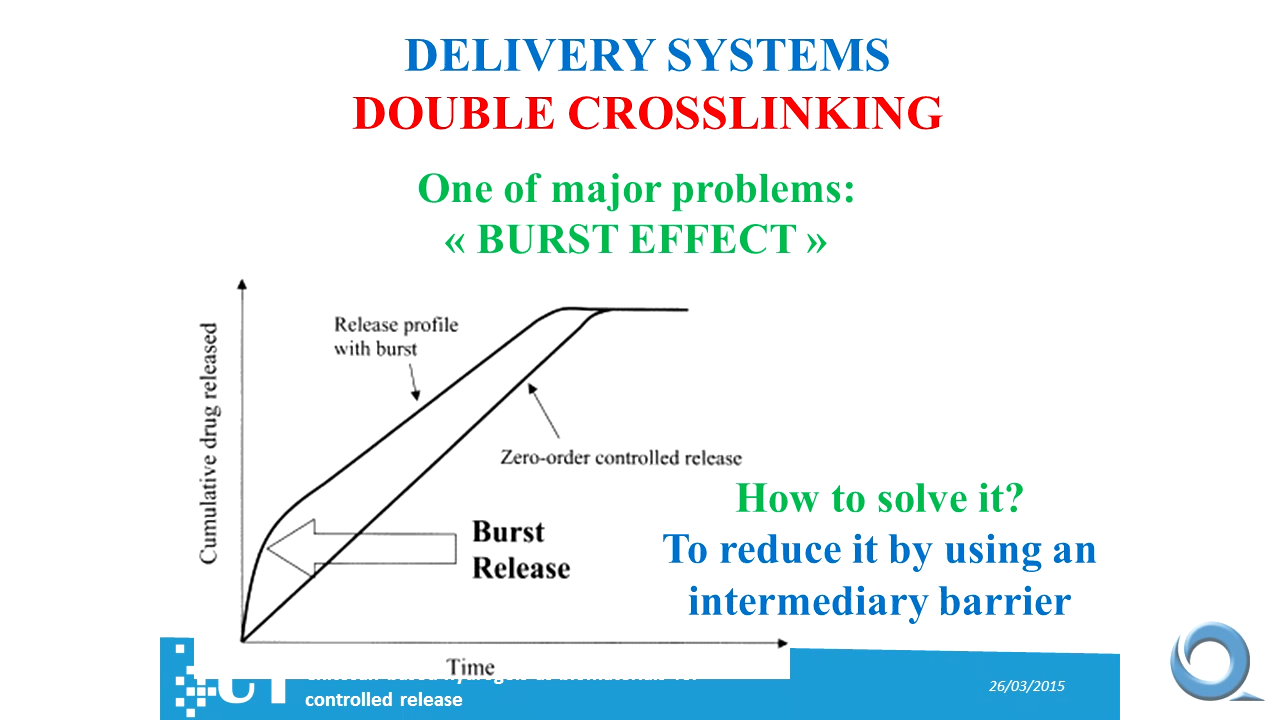 DELIVERY SYSTEMS
DOUBLE CROSSLINKING
One of major problems:
« BURST EFFECT »
Release profile
with burst
Cumulative drug released
Zero-order controlled release
How to solve it?
Burst
Release
To reduce it by using an
intermediary barrier
Time
controlled release
26/03/2015